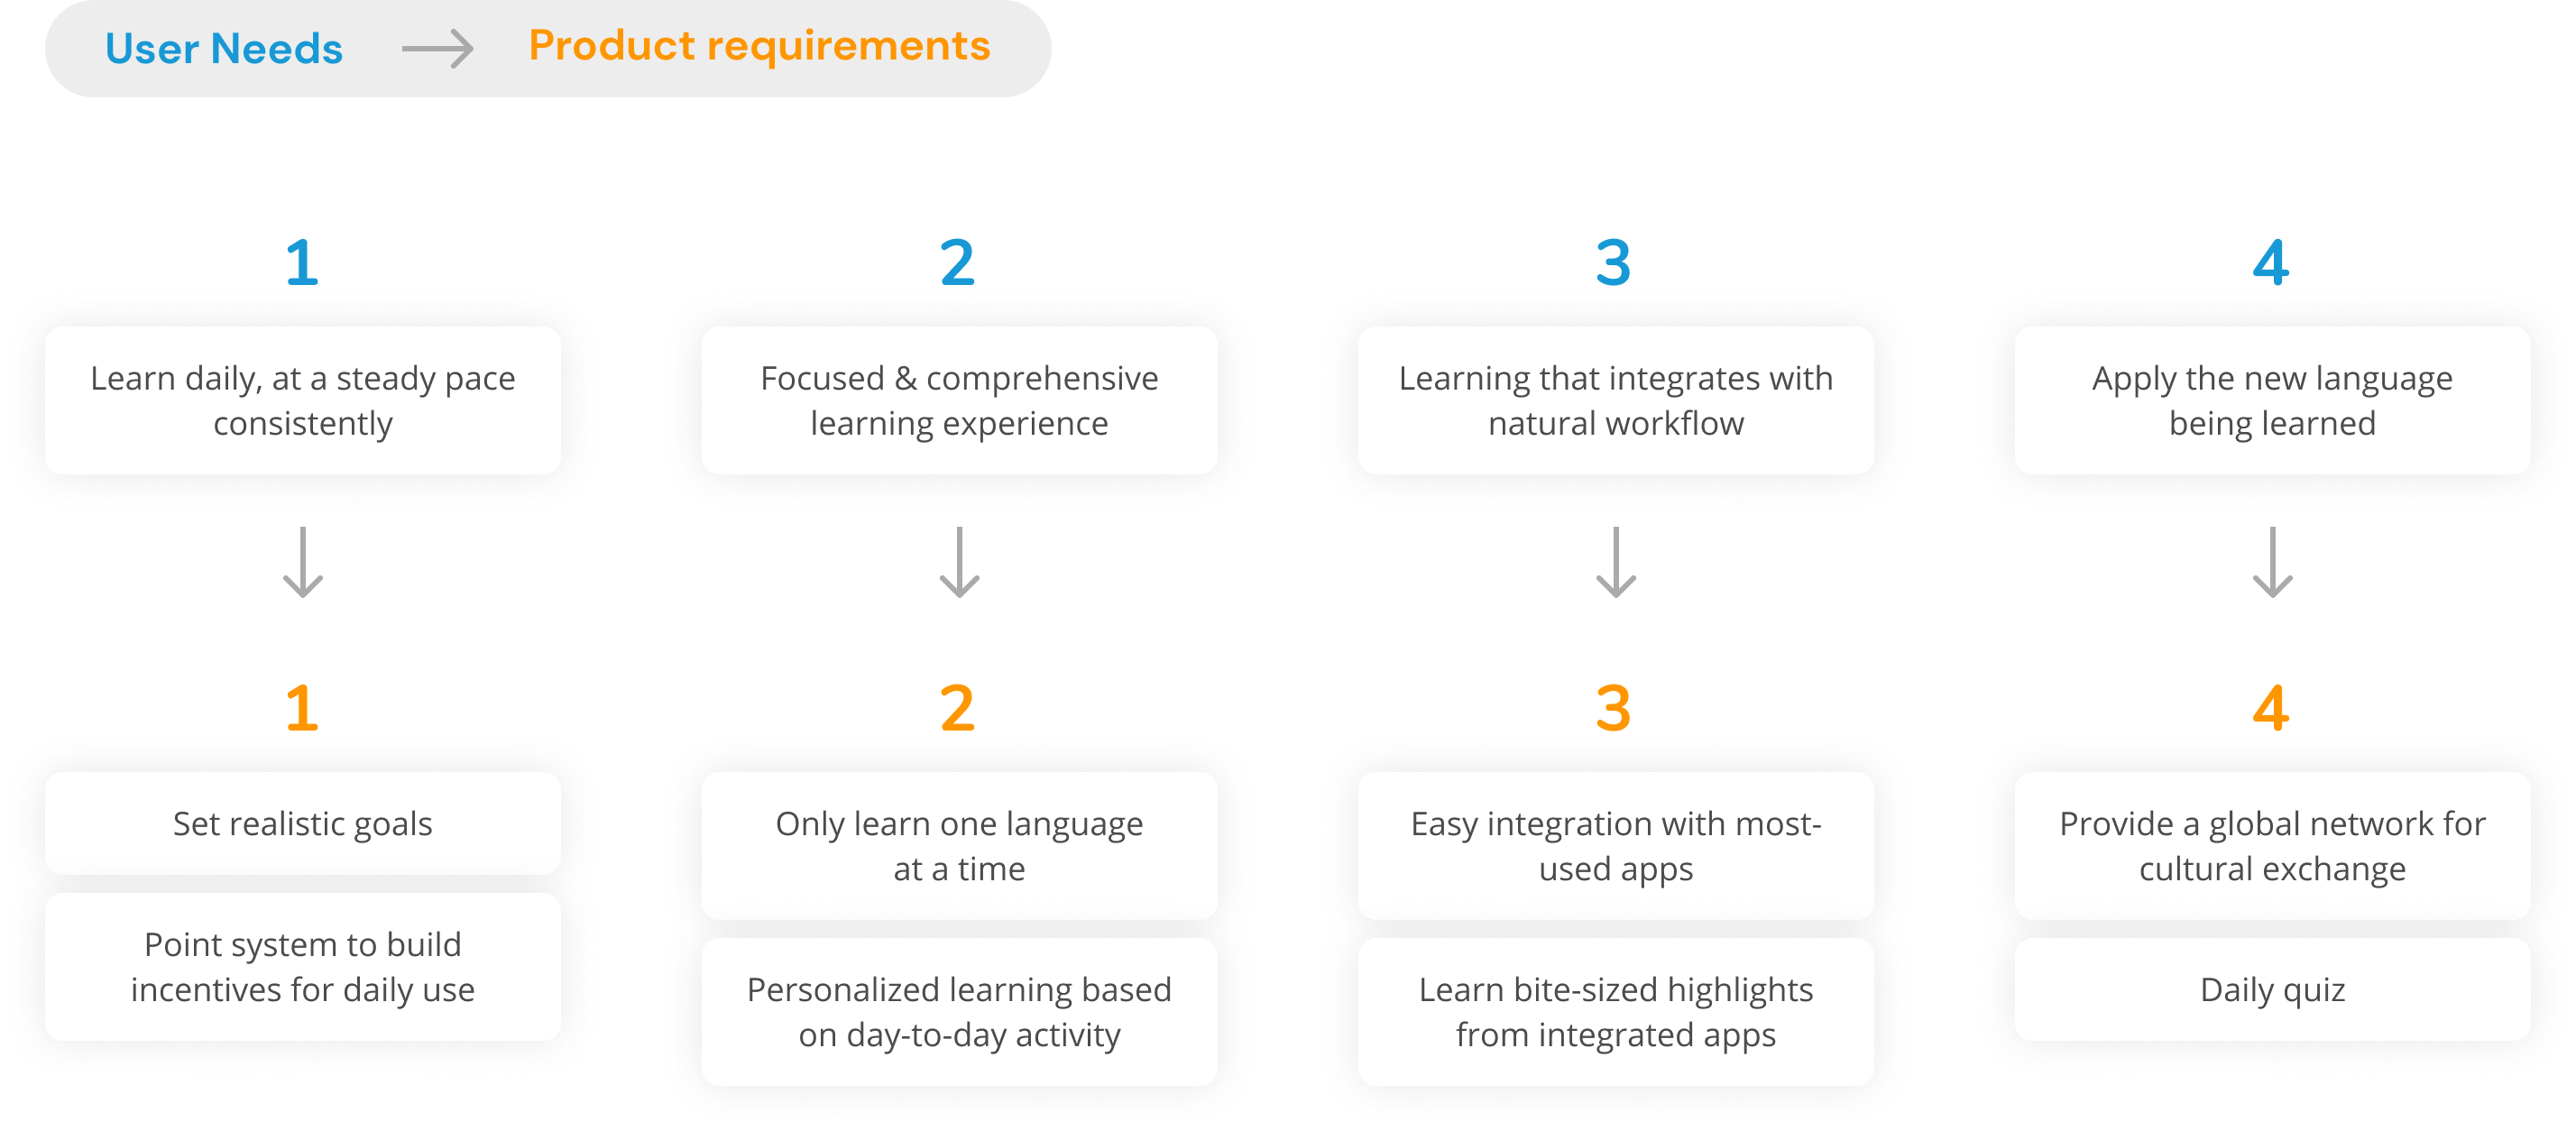 User Needs → Product requirements
1
2
3
4
Learn daily, at a steady pace
consistently
Focused & comprehensive
learning experience
Learning that integrates with
natural workflow
Apply the new language
being learned
1
2
3
4
Set realistic goals
Point system to build
incentives for daily use
Only learn one language
at a time
Personalized learning based
on day-to-day activity
Easy integration with most-
used apps
Learn bite-sized highlights
from integrated apps
Provide a global network for
cultural exchange
Daily quiz